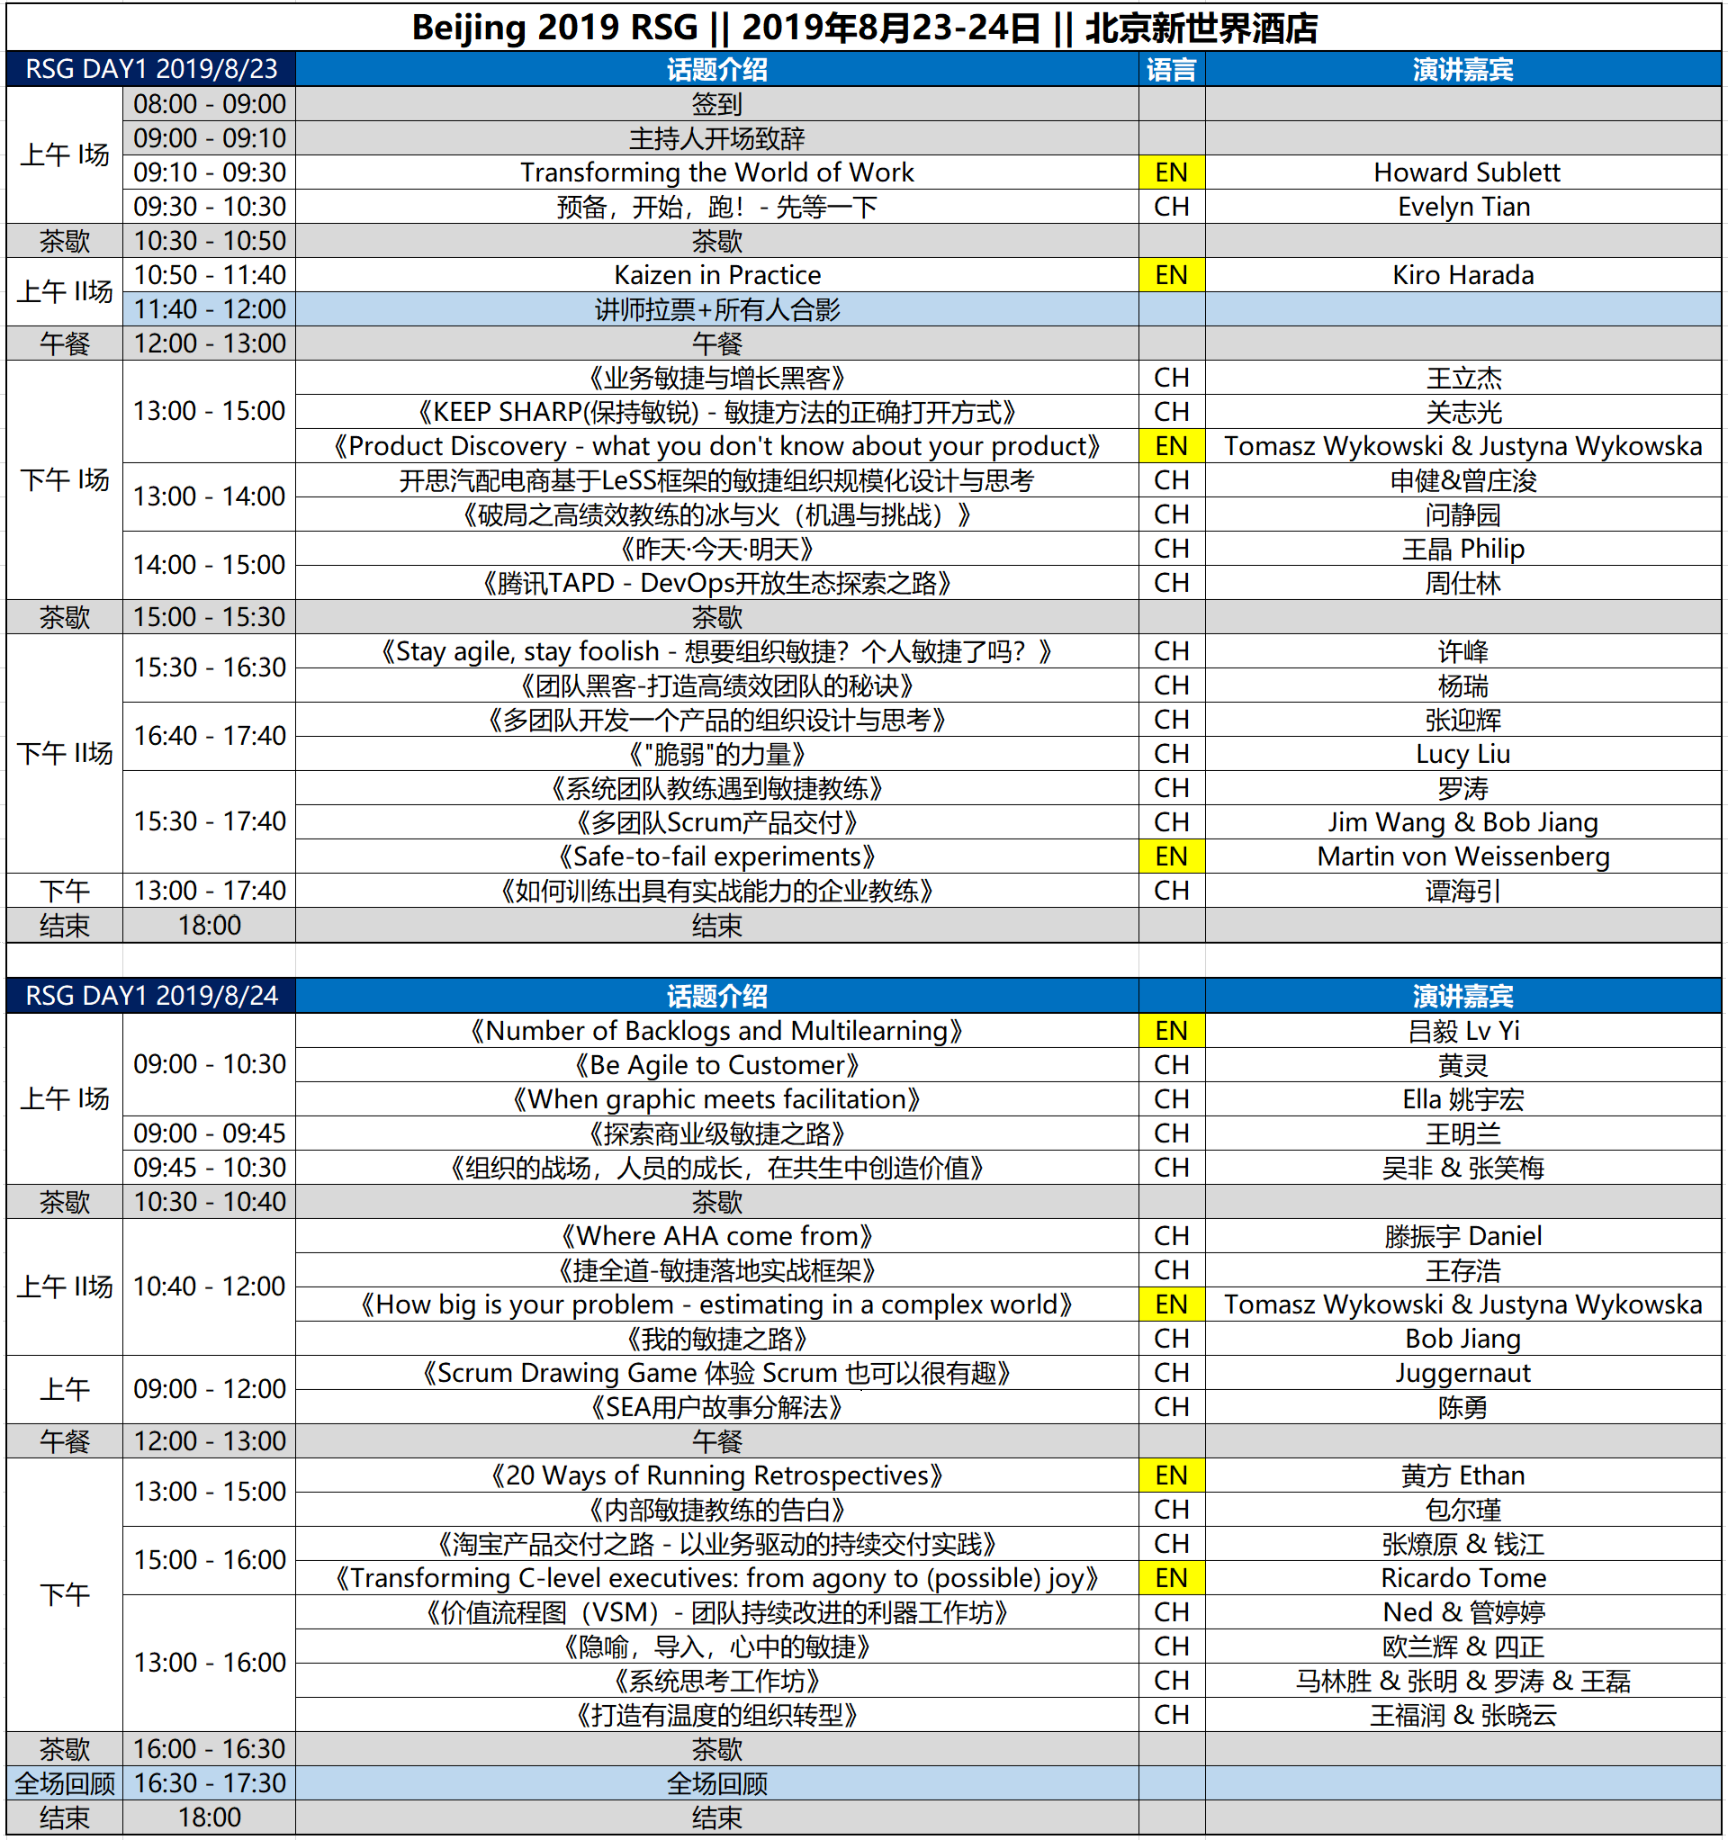 Beijing 2019 RSG || 2019年8月23-24日 || 北京新世界酒店
RSG DAY1 2019/8/23 话题介绍 语言 演讲嘉宾
上午 I场 08:00 - 09:00 签到
09:00 - 09:10 主持人开场致辞
09:10 - 09:30 Transforming the World of Work EN Howard Sublett
09:30 - 10:30 预备，开始，跑！- 先等一下 CH Evelyn Tian
茶歇 10:30 - 10:50 茶歇
上午 II场 10:50 - 11:40 Kaizen in Practice EN Kiro Harada
11:40 - 12:00 讲师拉票+所有人合影
午餐 12:00 - 13:00 午餐
下午 I场 13:00 - 15:00 《业务敏捷与增长黑客》 CH 王立杰
《KEEP SHARP(保持敏锐) - 敏捷方法的正确打开方式》 CH 关志光
《Product Discovery - what you don't know about your product》 EN Tomasz Wykowski & Justyna Wykowska
13:00 - 14:00 开思汽配电商基于LeSS框架的敏捷组织规模化设计与思考 CH 申健&曾庄浚
《破局之高绩效教练的冰与火（机遇与挑战）》 CH 问静园
14:00 - 15:00 《昨天·今天·明天》 CH 王晶 Philip
《腾讯TAPD - DevOps开放生态探索之路》 CH 周仕林
茶歇 15:00 - 15:30 茶歇
下午 II场 15:30 - 16:30 《Stay agile, stay foolish - 想要组织敏捷？个人敏捷了吗？》 CH 许峰
《团队黑客-打造高绩效团队的秘诀》 CH 杨瑞
16:40 - 17:40 《多团队开发一个产品的组织设计与思考》 CH 张迎辉
《"脆弱"的力量》 CH Lucy Liu
15:30 - 17:40 《系统团队教练遇到敏捷教练》 CH 罗涛
《多团队Scrum产品交付》 CH Jim Wang & Bob Jiang
《Safe-to-fail experiments》 EN Martin von Weissenberg
下午 13:00 - 17:40 《如何训练出具有实战能力的企业教练》 CH 谭海引
结束 18:00 结束
RSG DAY1 2019/8/24 话题介绍 演讲嘉宾
上午 I场 09:00 - 10:30 《Number of Backlogs and Multilearning》 EN 吕毅 Lv Yi
《Be Agile to Customer》 CH 黄灵
《When graphic meets facilitation》 CH Ella 姚宇宏
09:00 - 09:45 《探索商业级敏捷之路》 CH 王明兰
09:45 - 10:30 《组织的战场，人员的成长，在共生中创造价值》 CH 吴非 & 张笑梅
茶歇 10:30 - 10:40 茶歇
上午 II场 10:40 - 12:00 《Where AHA come from》 CH 滕振宇 Daniel
《捷全道-敏捷落地实战框架》 CH 王存浩
《How big is your problem - estimating in a complex world》 EN Tomasz Wykowski & Justyna Wykowska
《我的敏捷之路》 CH Bob Jiang
上午 09:00 - 12:00 《Scrum Drawing Game 体验 Scrum 也可以很有趣》 CH Juggernaut
《SEA用户故事分解法》 CH 陈勇
午餐 12:00 - 13:00 午餐
下午 13:00 - 15:00 《20 Ways of Running Retrospectives》 EN 黄方 Ethan
《内部敏捷教练的告白》 CH 包尔瑾
15:00 - 16:00 《淘宝产品交付之路 - 以业务驱动的持续交付实践》 CH 张燎原 & 钱江
《Transforming C-level executives: from agony to (possible) joy》 EN Ricardo Tome
13:00 - 16:00 《价值流程图（VSM）- 团队持续改进的利器工作坊》 CH Ned & 管婷婷
《隐喻，导入，心中的敏捷》 CH 欧兰辉 & 四正
《系统思考工作坊》 CH 马林胜 & 张明 & 罗涛 & 王磊
《打造有温度的组织转型》 CH 王福润 & 张晓云
茶歇 16:00 - 16:30 茶歇
全场回顾 16:30 - 17:30 全场回顾
结束 18:00 结束